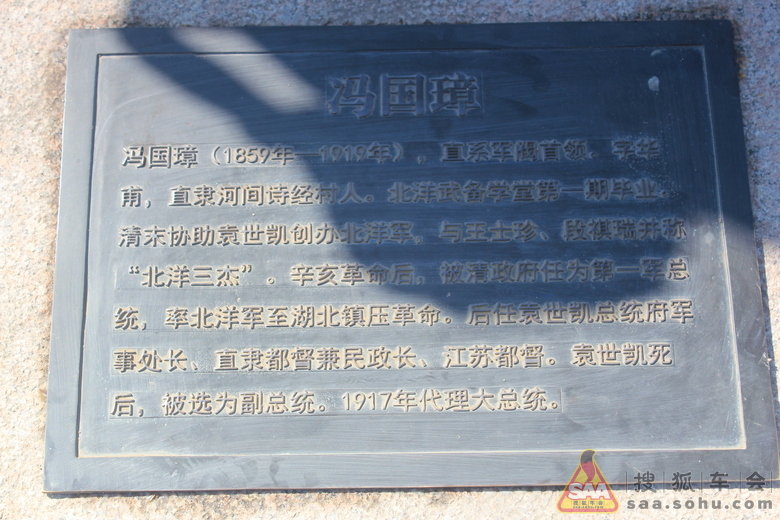 冯国璋
冯国璋（1859年—1919年），直系军阀首领。字华
甫，直隶河间诗经村人。北洋武备学堂第一期毕业。
清末协助袁世凯创办北洋军，与王士珍、段祺瑞并称
“北洋三杰”。辛亥革命后，被清政府任为第一军总
统，率北洋军至湖北镇压革命。后任袁世凯总统府军
事处长、直隶都督兼民政长、江苏都督。袁世凯死
后，被选为副总统。1917年代理大总统。
SAA
搜狐车会
搜狐车会
saa.sohu.com